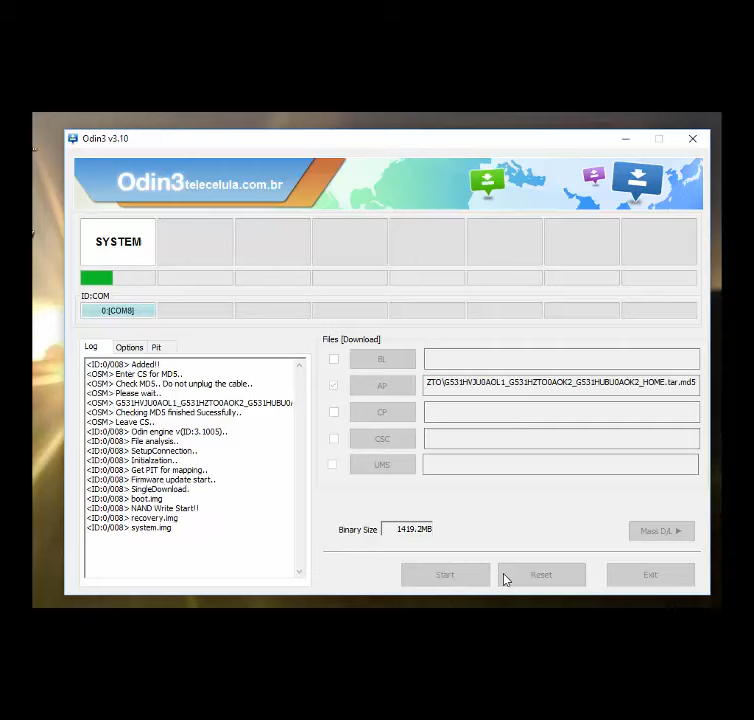 Odin3 v3.10
Odin3 telecelula.com.br
SYSTEM
ID:COM
0:[COM8]
Log
Options
Pit
<ID:0/008> Added!!
<OSM> Enter CS for MD5..
<OSM> Check MD5.. Do not unplug the cable..
<OSM> Please wait..
<OSM> G531HVJU0AOL1_G531HZTO0AOK2_G531HUBU0A
<OSM> Checking MD5 finished Sucessfully..
<OSM> Leave CS..
<ID:0/008> Odin engine v(ID:3.1005)..
<ID:0/008> File analysis..
<ID:0/008> SetupConnection..
<ID:0/008> Initialzation..
<ID:0/008> Get PIT for mapping..
<ID:0/008> Firmware update start..
<ID:0/008> SingleDownload.
<ID:0/008> boot.img
<ID:0/008> NAND Write Start!!
<ID:0/008> recovery.img
<ID:0/008> system.img
Files [Download]
BL
AP
ZTO\G531HVJU0AOL1_G531HZTO0AOK2_G531HUBU0AOK2_HOME.tar.md5
CP
CSC
UMS
Binary Size
1419.2MB
Mass D/L
Start
Reset
Exit